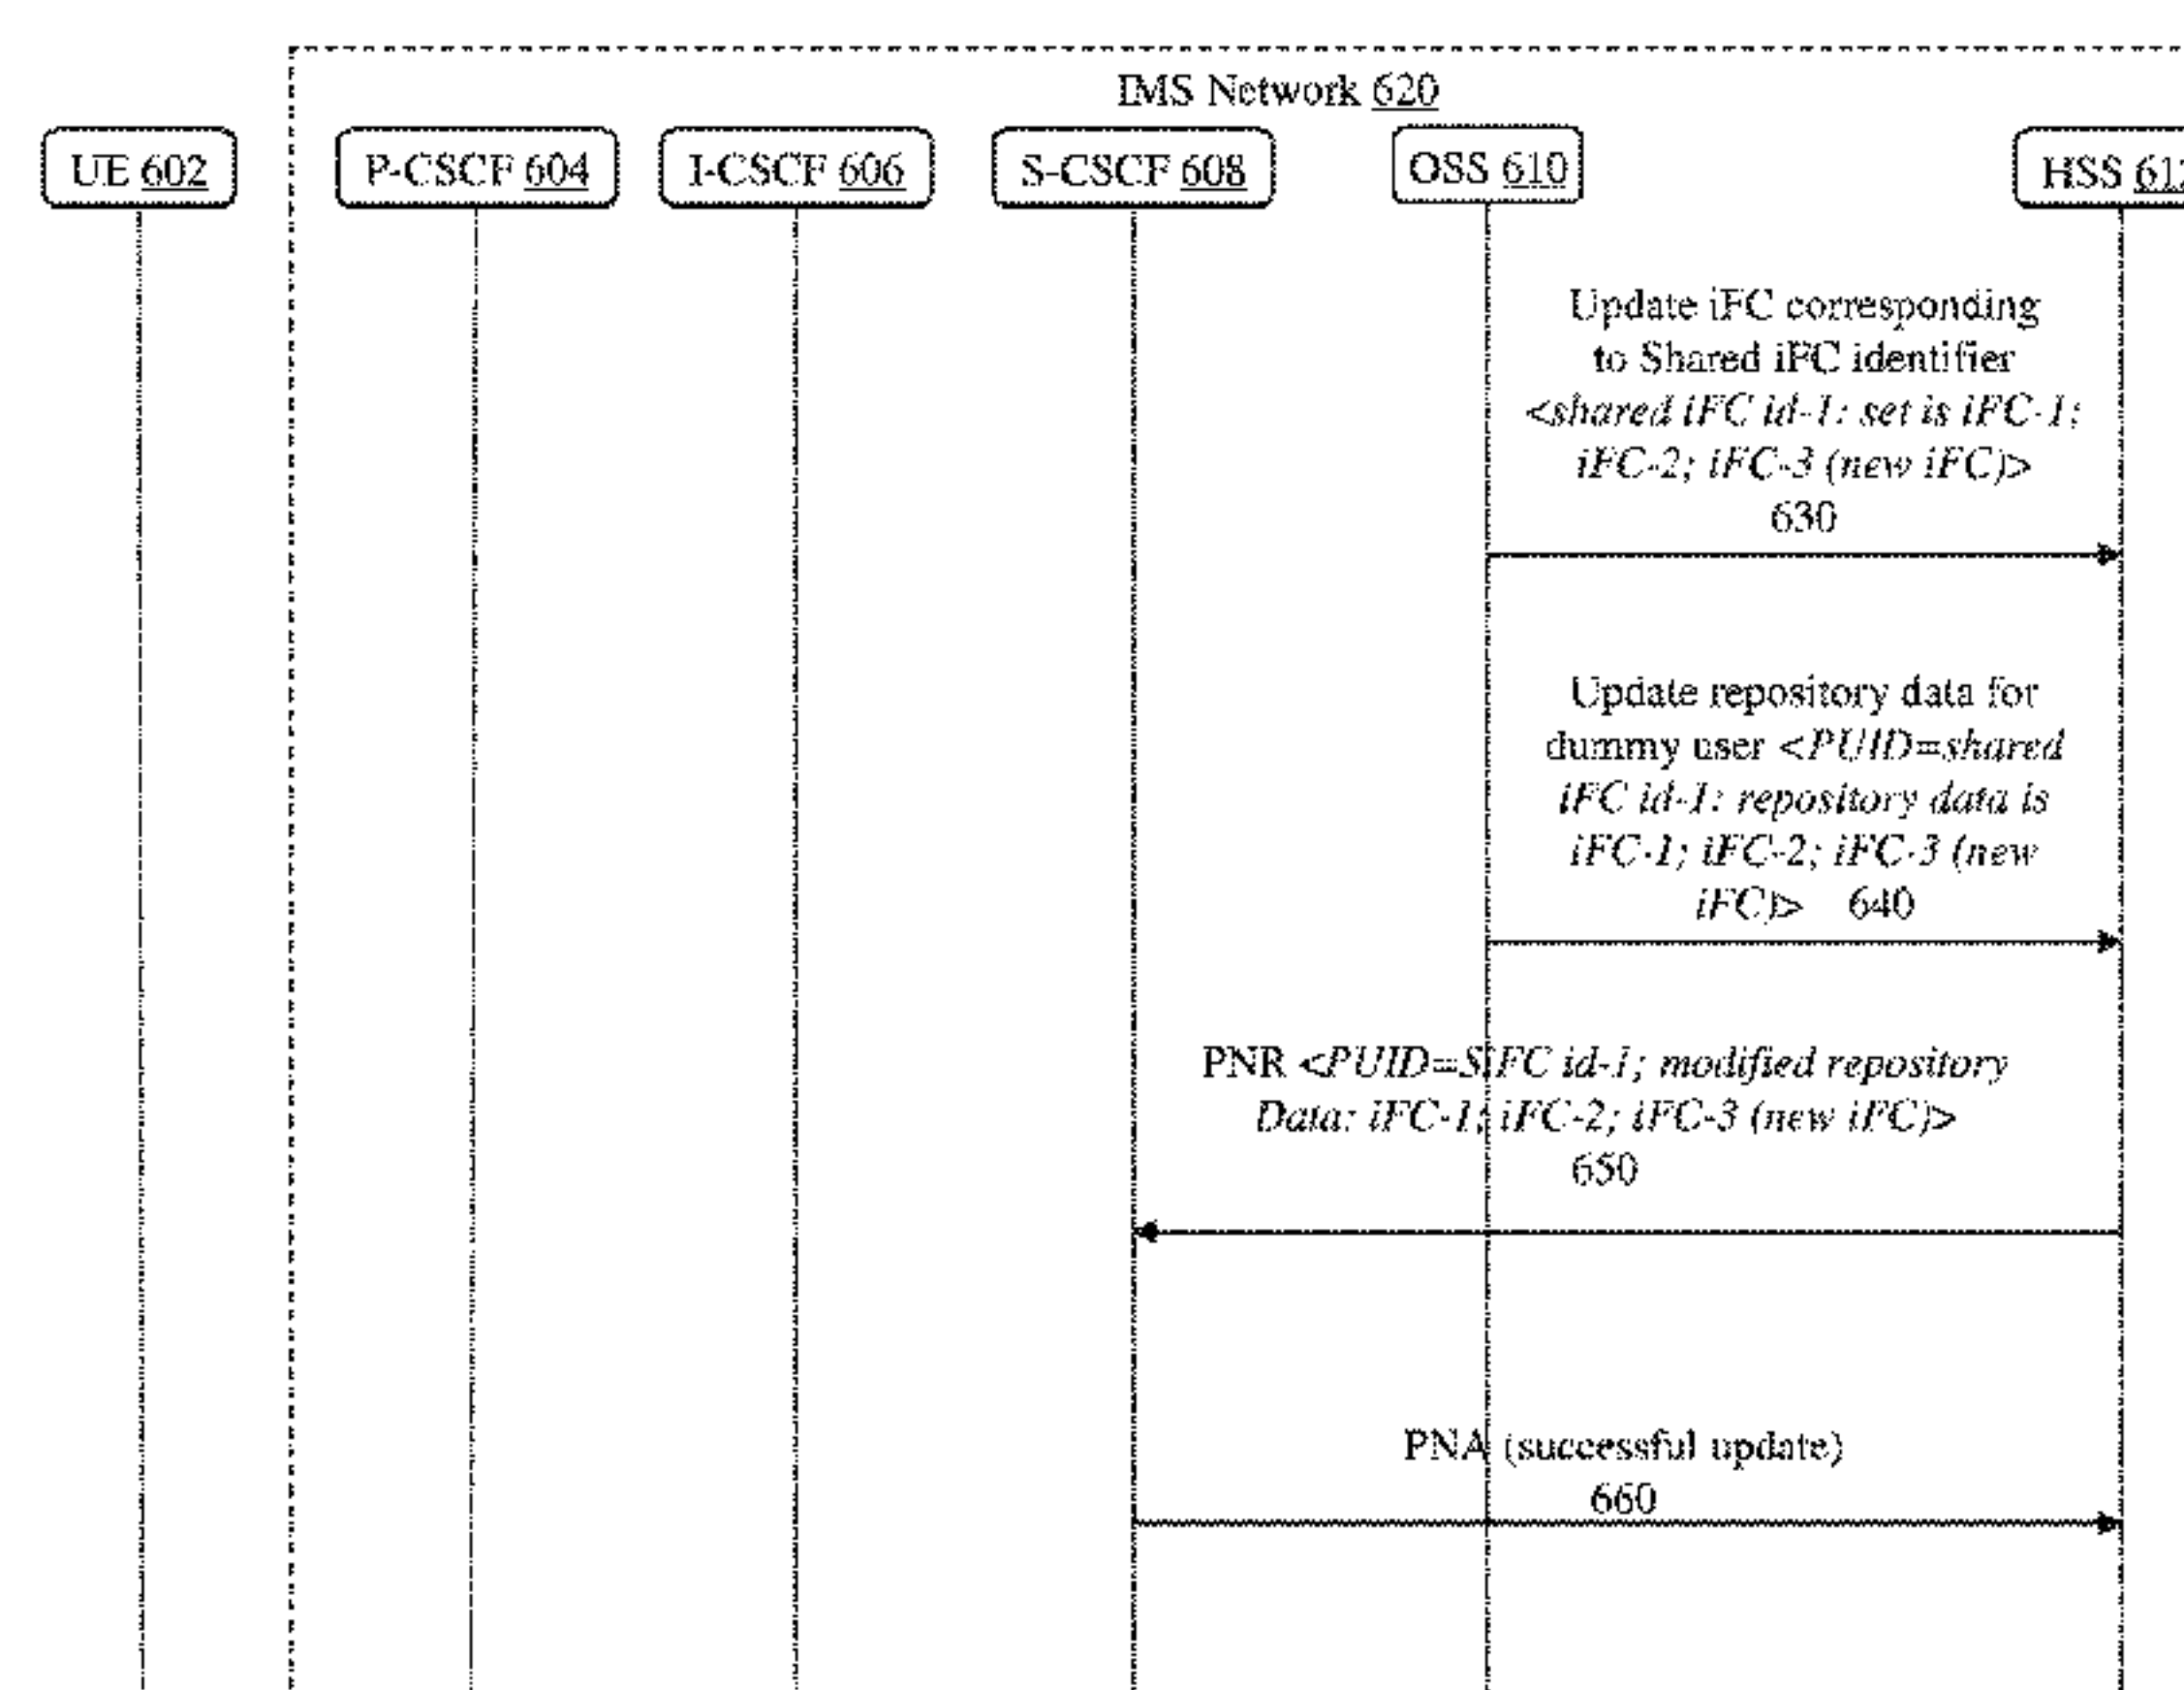 IMS Network 620
UE 602
P-CSCF 604
I-CSCF 606
S-CSCF 608
OSS 610
HSS
Update iFC corresponding
to Shared iFC identifier
<shared iFC id-1: set is iFC-1;
iFC-2; iFC-3 (new iFC)>
630
Update repository data for
dummy user <PUID=shared
iFC id-1: repository data is
iFC-1; iFC-2; iFC-3 (new
iFC)> 640
PNR <PUID=SiFC id-1; modified repository
Data: iFC-1; iFC-2; iFC-3 (new iFC)>
650
PNA (successful update)
660